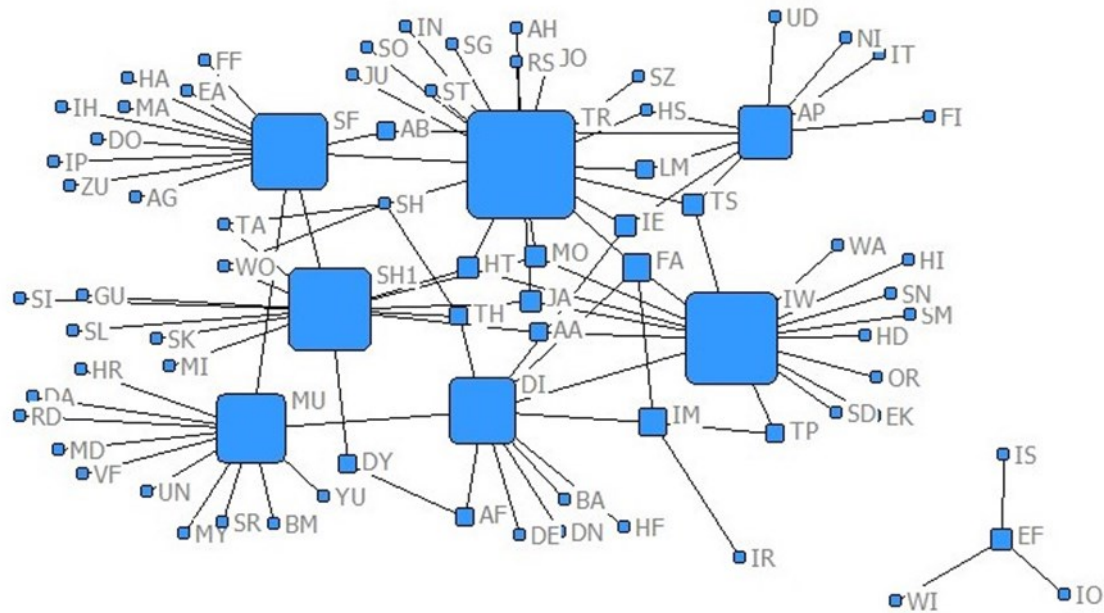 UD
IN
AH
NI
SO
SG
IT
RS
JO
FF
JU
SZ
HA
EA
ST
IH
MA
SF
AB
TR
HS
AP
FI
DO
IP
LM
ZU
AG
SH
TS
TA
IE
WO
HT
MO
FA
WA
SH1
HI
SI
GU
JA
IW
SN
SM
SL
SK
TH
AA
HD
MI
HR
DI
OR
DA
MU
RD
IM
SD
EK
TP
MD
DY
VF
IS
UN
YU
BA
AF
MY
SR
BM
DE
DN
HF
EF
IR
WI
IO